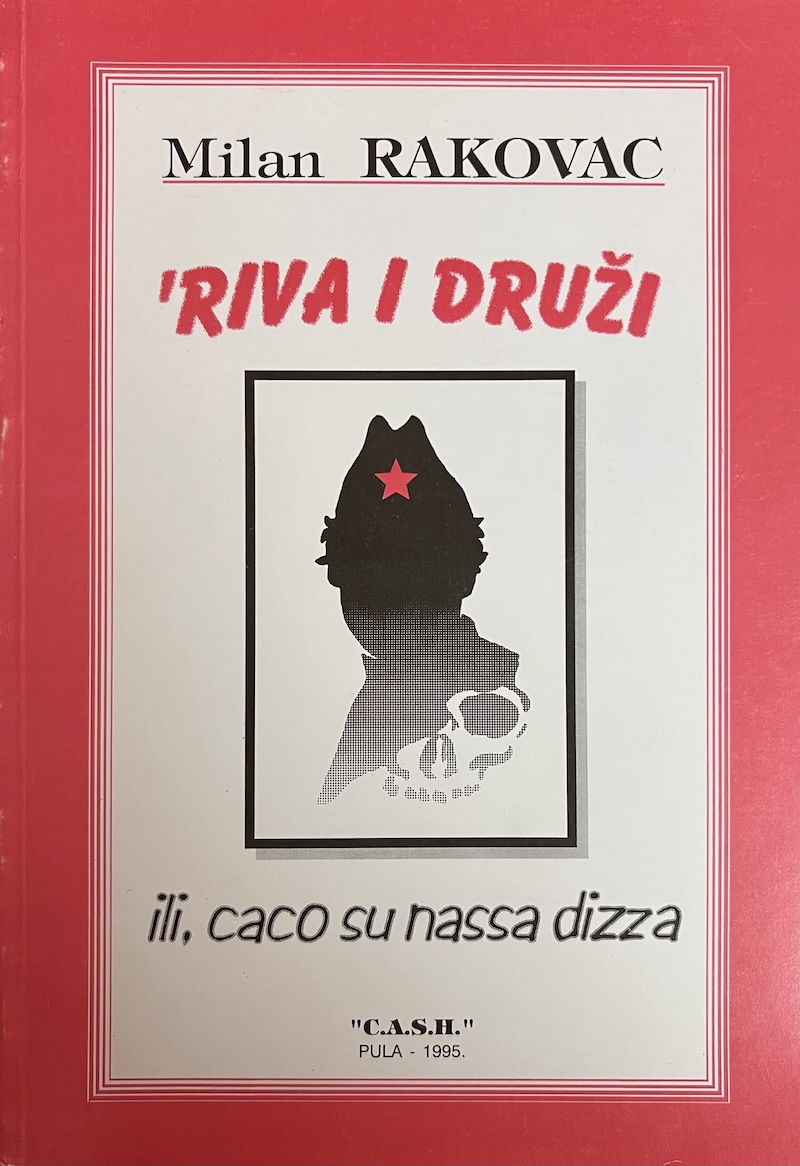 Milan RAKOVAC
'RIVA I DRUŽI
ili, caco su nassa dizza
"C.A.S.H."
PULA - 1995.